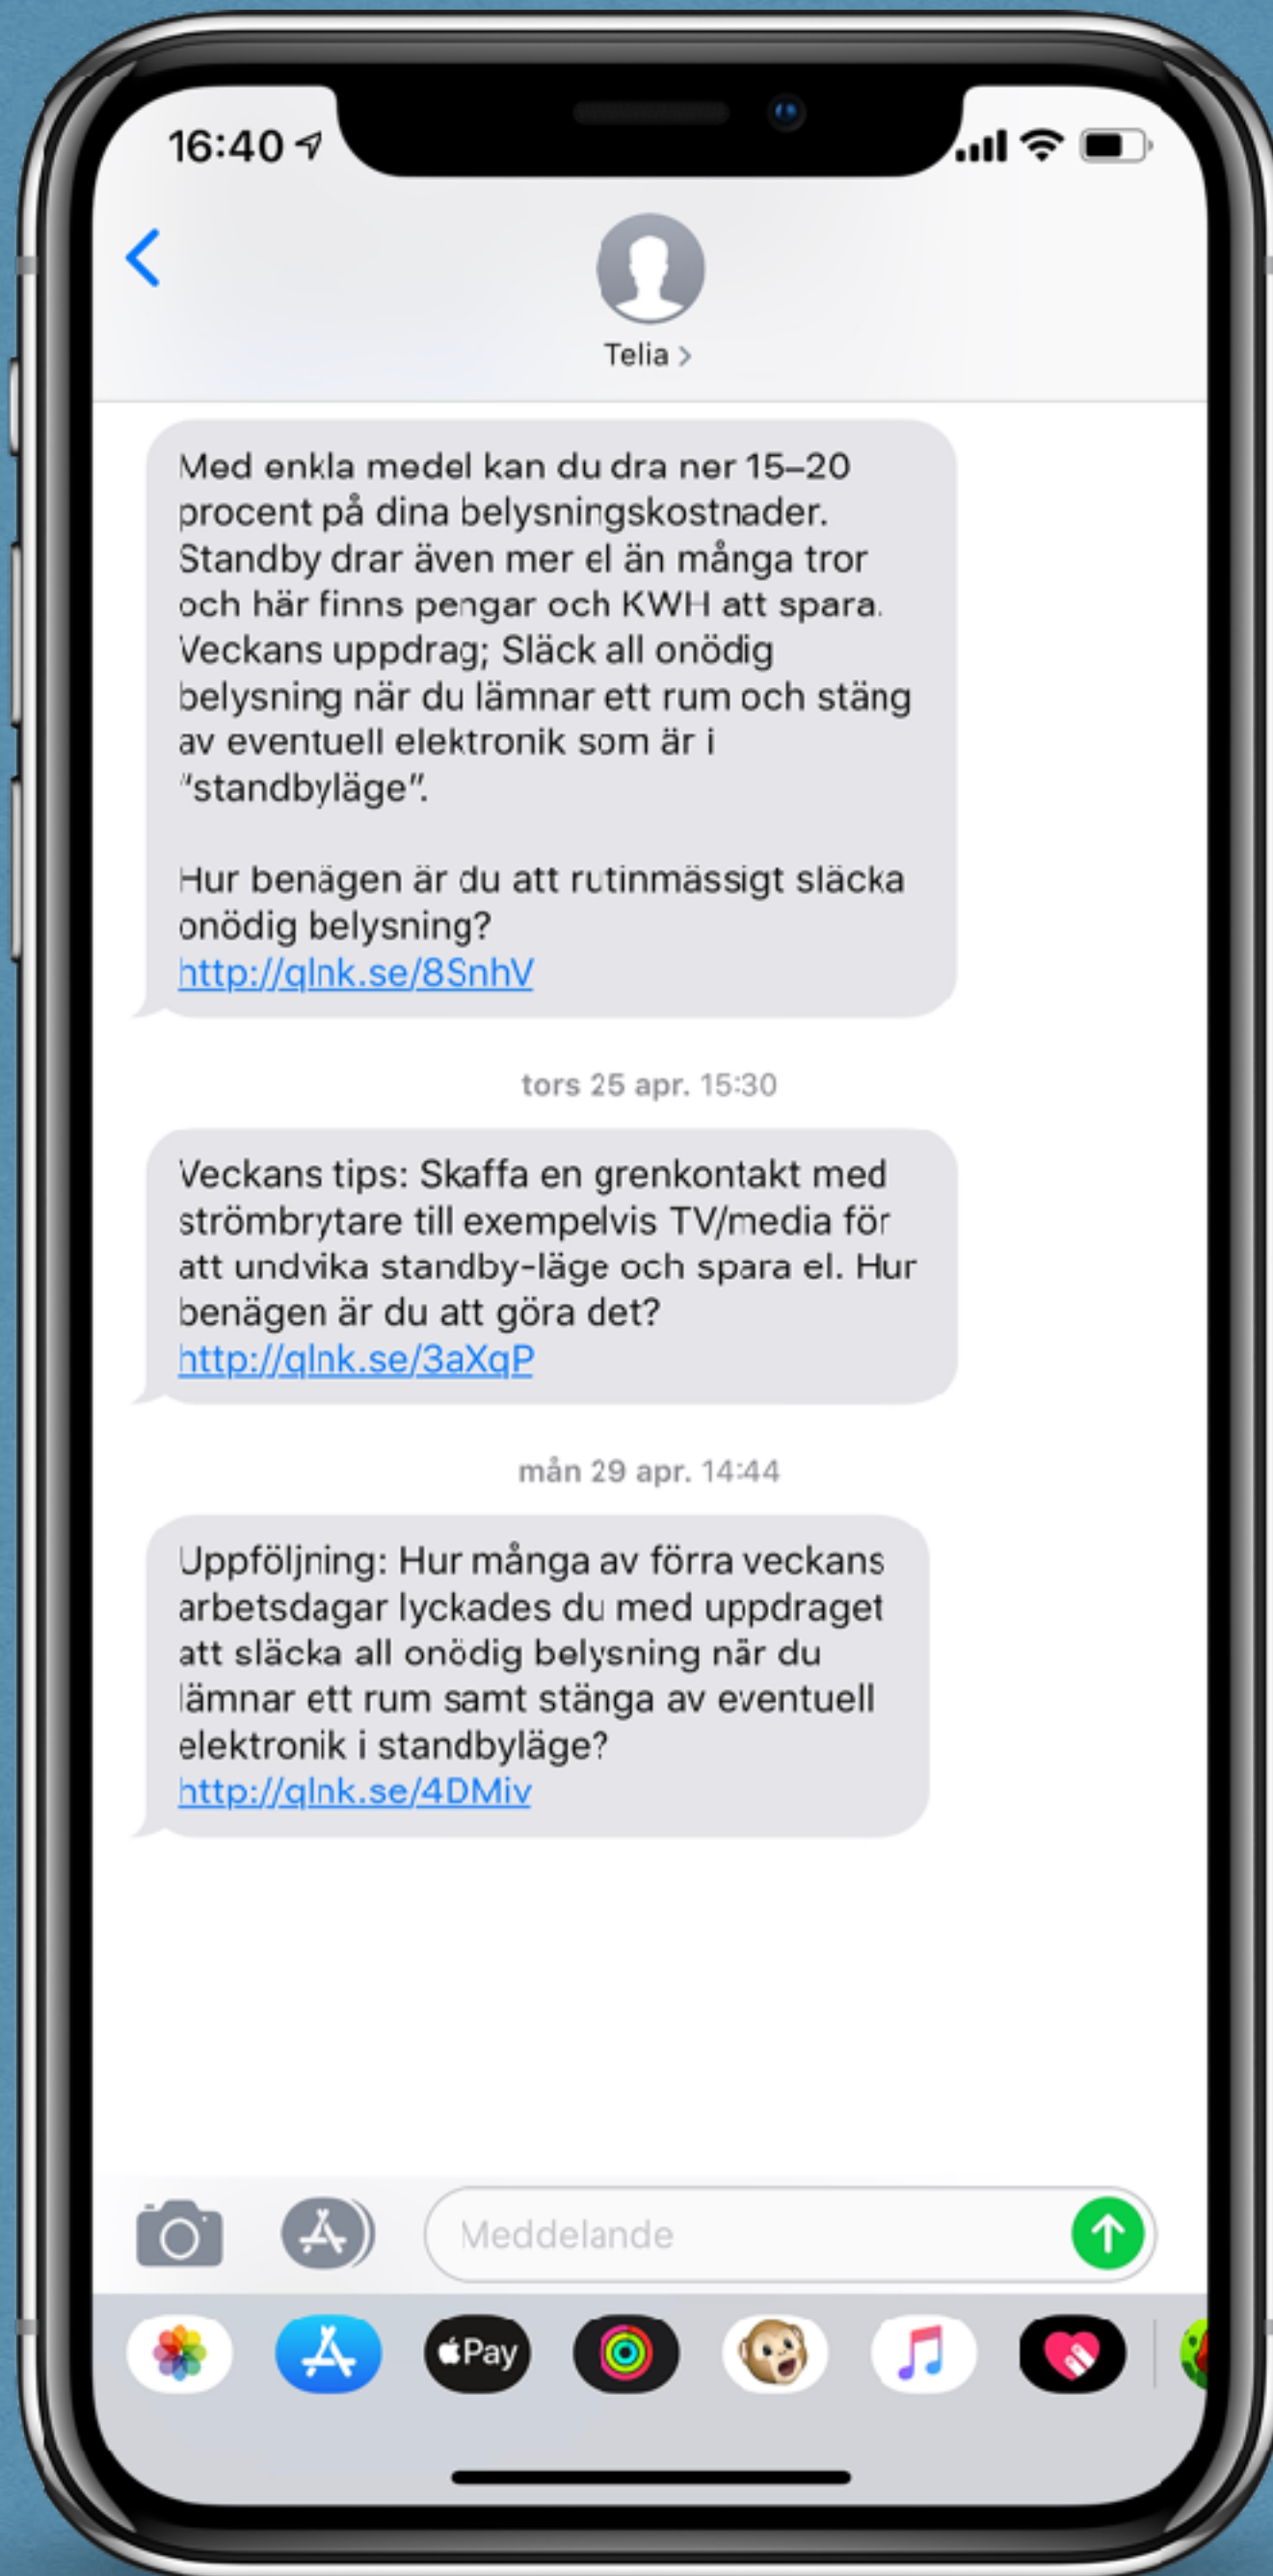 16:40
Telia
Med enkla medel kan du dra ner 15–20
procent på dina belysningskostnader.
Standby drar även mer el än många tror
och här finns pengar och KWH att spara.
Veckans uppdrag; Släck all onödig
belysning när du lämnar ett rum och stäng
av eventuell elektronik som är i
“standbyläge”.
Hur benägen är du att rutinmässigt släcka
onödig belysning?
http://qlnk.se/8SnhV
tors 25 apr. 15:30
Veckans tips: Skaffa en grenkontakt med
strömbrytare till exempelvis TV/media för
att undvika standby-läge och spara el. Hur
benägen är du att göra det?
http://qlnk.se/3aXqP
mån 29 apr. 14:44
Uppföljning: Hur många av förra veckans
arbetsdagar lyckades du med uppdraget
att släcka all onödig belysning när du
lämnar ett rum samt stänga av eventuell
elektronik i standbyläge?
http://qlnk.se/4DMiv
Meddelande
Pay